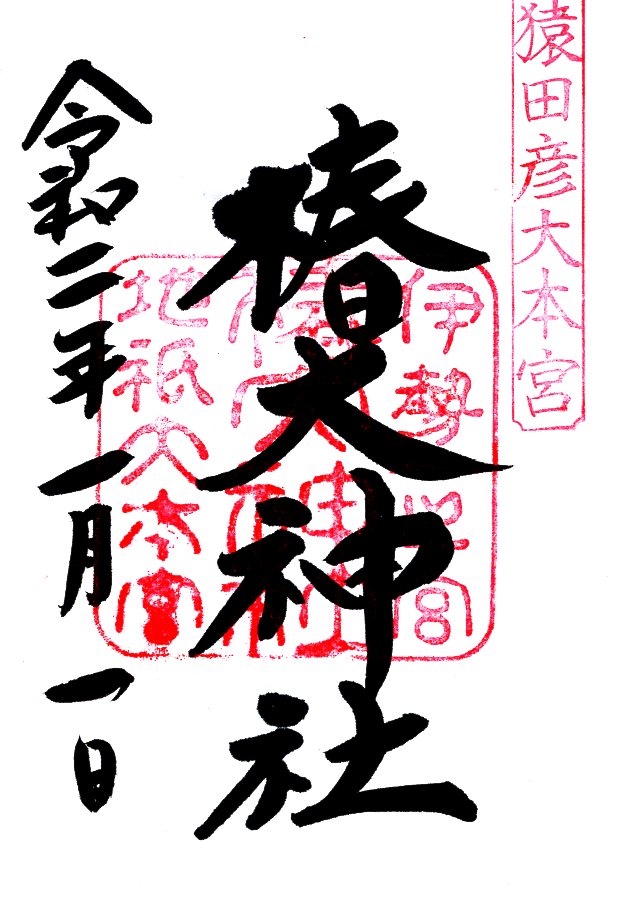 猿田彦大本宮
伊勢一之宮
椿大神社
地祇大本宮
椿大神社
令和二年一月一日